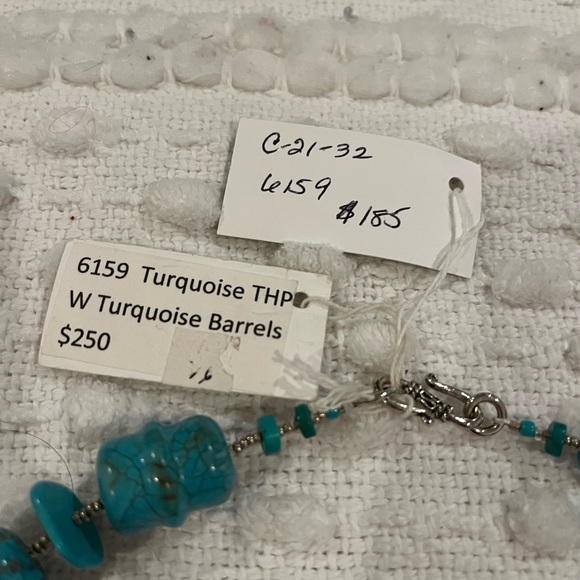 C-21-32
6159
$185
6159 Turquoise THP
W Turquoise Barrels
$250